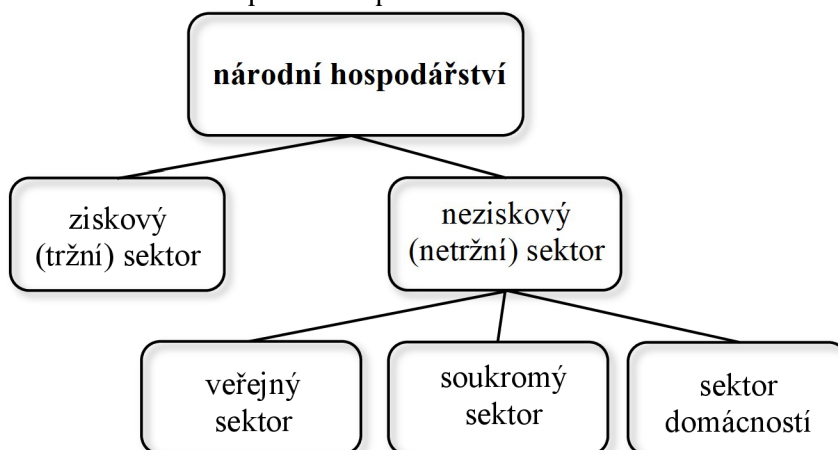 národní hospodářství
ziskový
(tržní) sektor
neziskový
(netržní) sektor
veřejný
sektor
soukromý
sektor
sektor
domácností